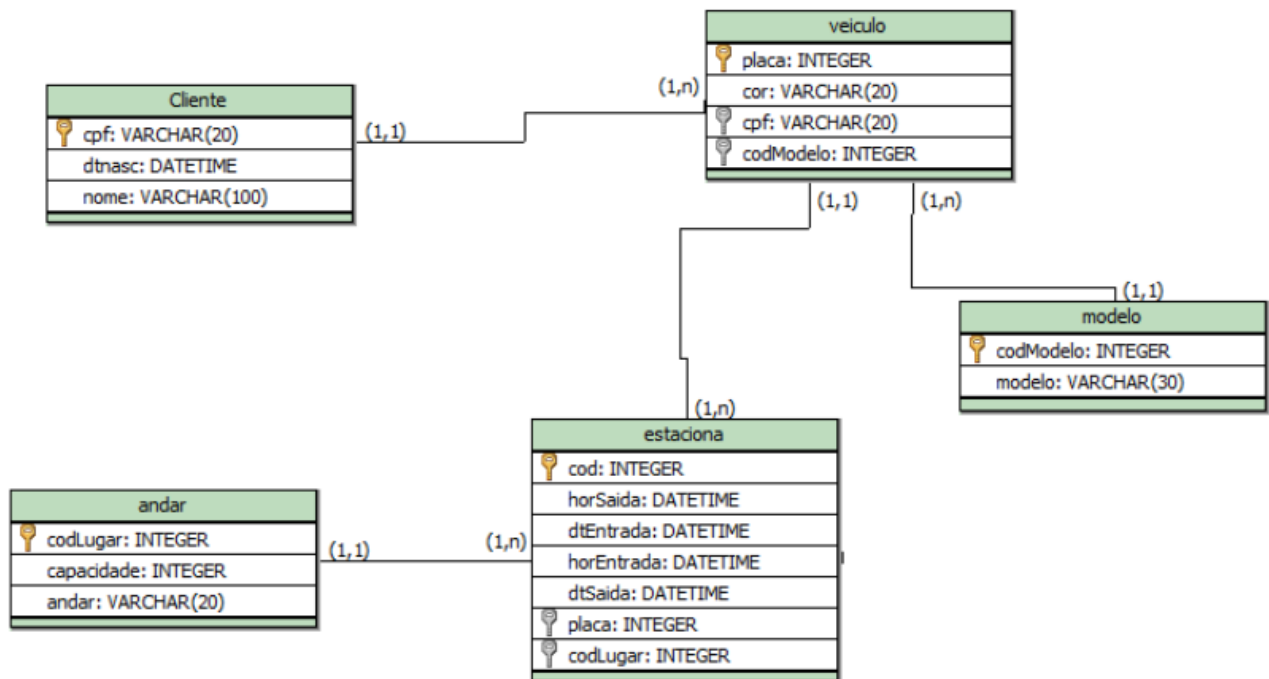 veiculo
placa: INTEGER
cor: VARCHAR(20)
cpf: VARCHAR(20)
codModelo: INTEGER
(1,n)
Cliente
cpf: VARCHAR(20)
dtnasc: DATETIME
nome: VARCHAR(100)
(1,1)
(1,1)
(1,n)
(1,1)
modelo
codModelo: INTEGER
modelo: VARCHAR(30)
(1,n)
estaciona
cod: INTEGER
horSaida: DATETIME
dtEntrada: DATETIME
horEntrada: DATETIME
dtSaida: DATETIME
placa: INTEGER
codLugar: INTEGER
andar
codLugar: INTEGER
capacidade: INTEGER
andar: VARCHAR(20)
(1,1)
(1,n)